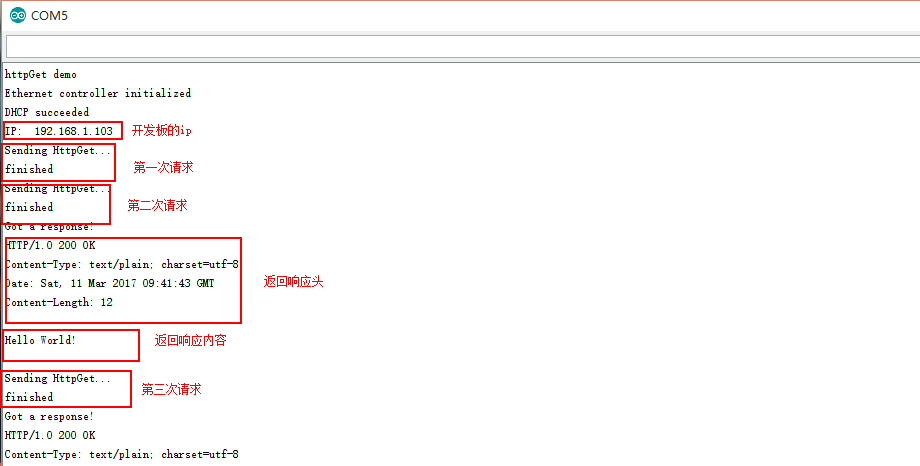 COM5
httpGet demo
Ethernet controller initialized
DHCP succeeded
IP:  192.168.1.103 开发板的ip
Sending HttpGet...
finished 第一次请求
Sending HttpGet...
finished 第二次请求
Got a response!
HTTP/1.0 200 OK
Content-Type: text/plain; charset=utf-8
Date: Sat, 11 Mar 2017 09:41:43 GMT 返回响应头
Content-Length: 12
Hello World! 返回响应内容
Sending HttpGet...
finished 第三次请求
Got a response!
HTTP/1.0 200 OK
Content-Type: text/plain; charset=utf-8